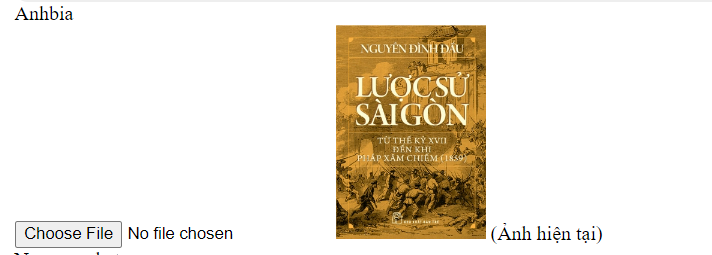 Anhbia
NGUYỄN ĐÌNH ĐẦU
LƯỢC SỬ
SÀI GÒN
TỪ THẾ KỶ XVII
ĐẾN KHI
PHÁP XÂM CHIẾM (1859)
Choose File No file chosen
(Ảnh hiện tại)